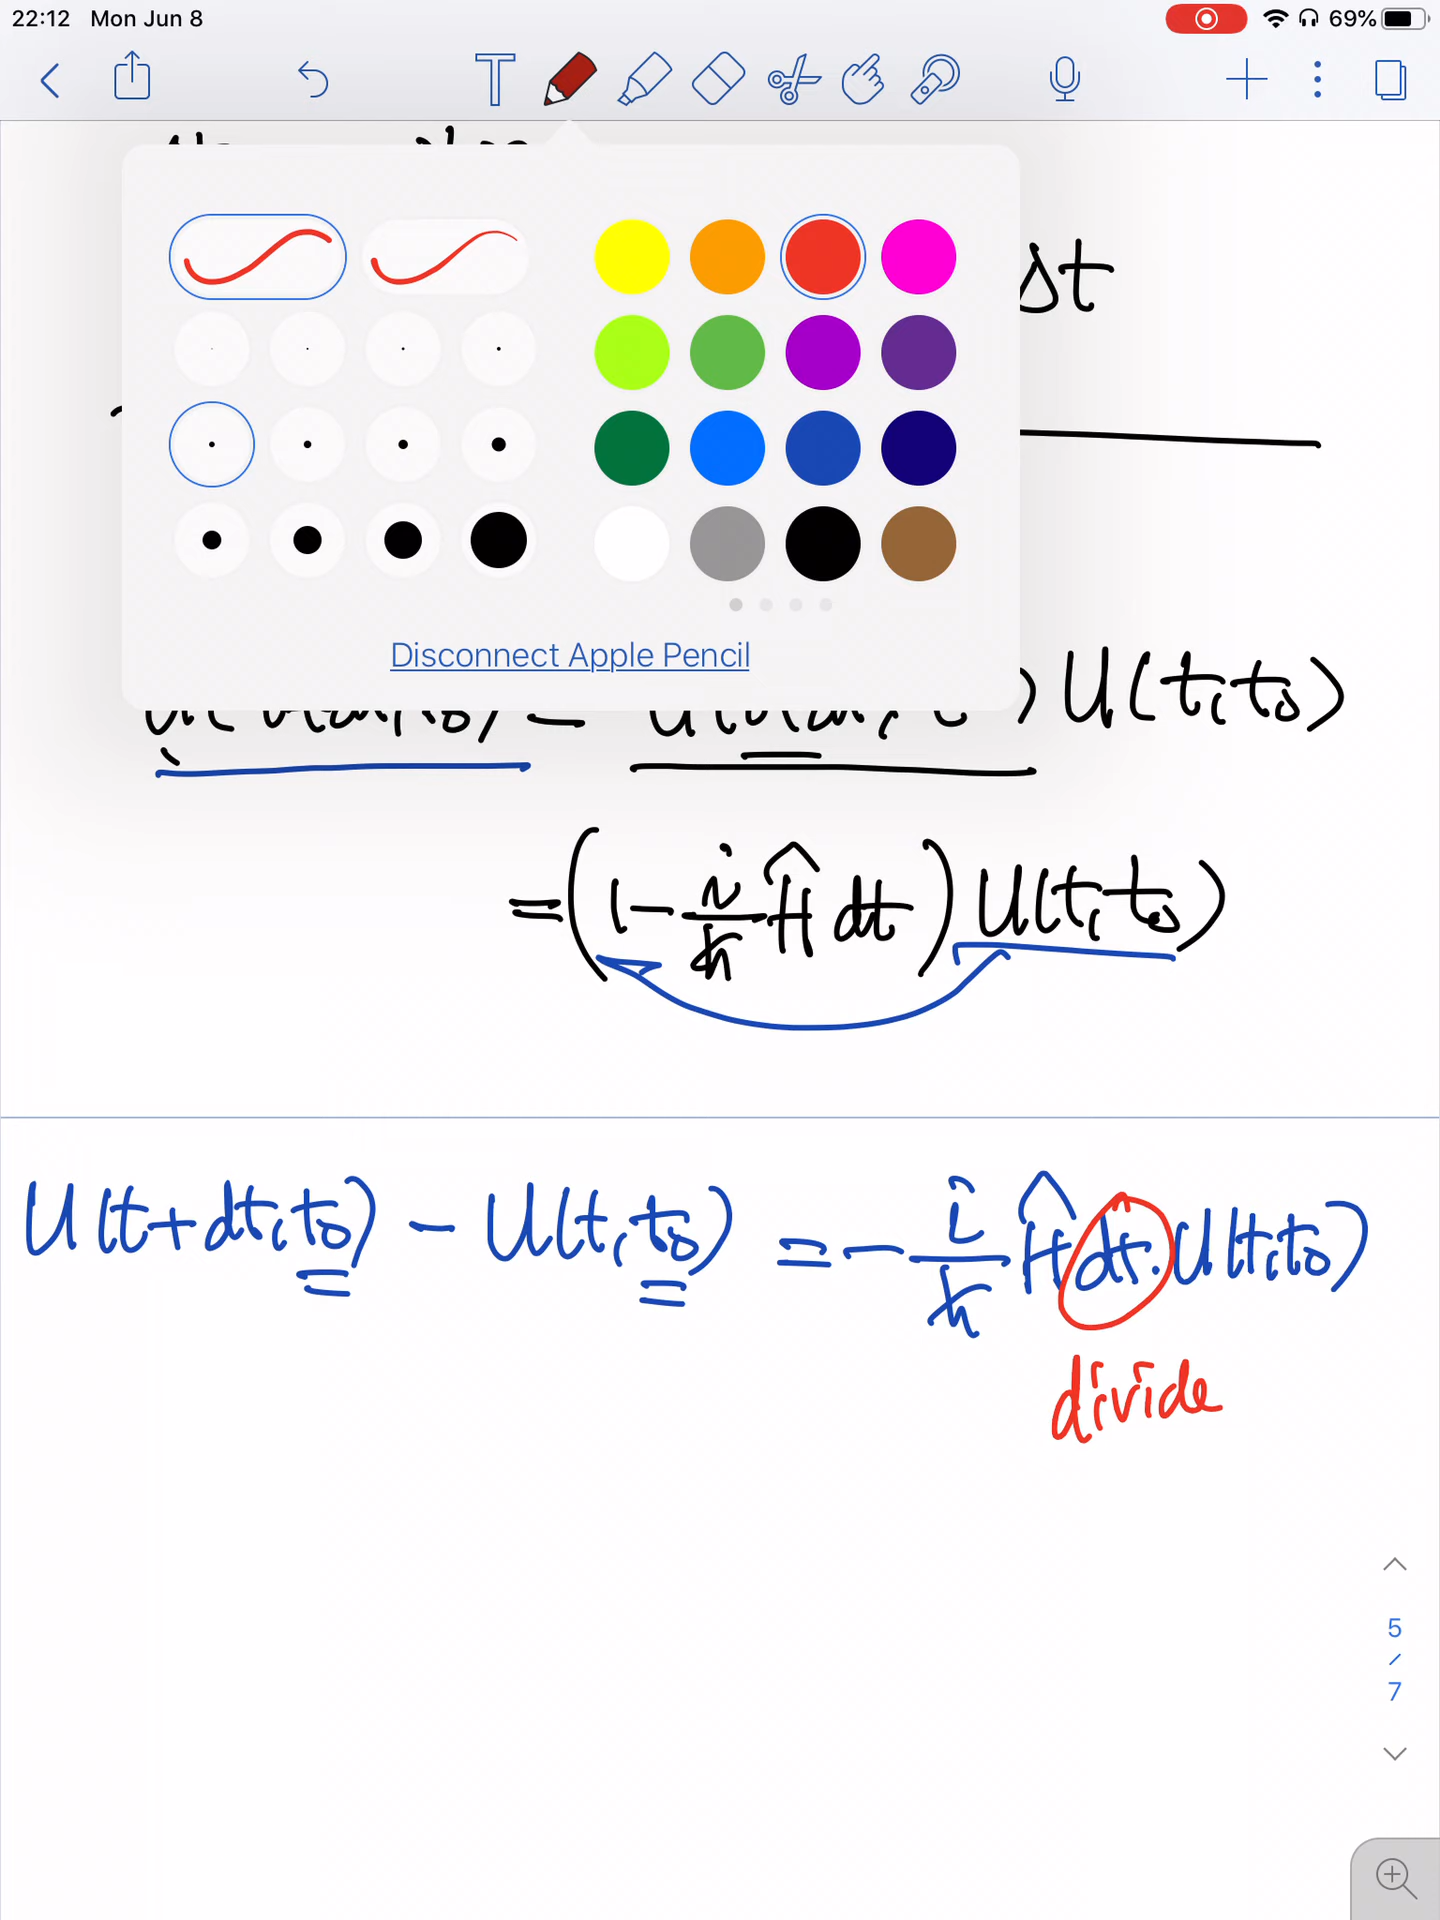 22:12 Mon Jun 8 69%
T
st
Disconnect Apple Pencil
) U(t, t₀)
= (1 - i/ħ Ĥ dt) U(t, t₀)
U(t+dt, t₀) - U(t, t₀) = - i/ħ Ĥ dt · U(t, t₀)
divide
5
/
7